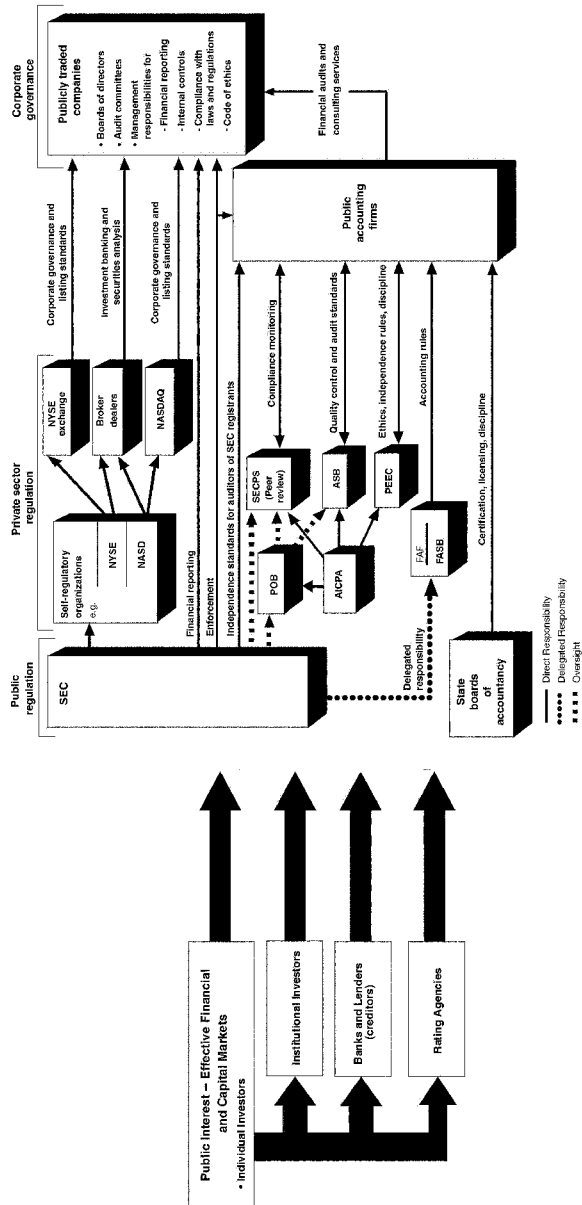 Public Interest – Effective Financial
and Capital Markets
• Individual Investors
Institutional Investors
Banks and Lenders
(creditors)
Rating Agencies
Public
regulation
Private sector
regulation
Corporate
governance
SEC
Self-regulatory
organizations
e.g.
NYSE
NASD
NYSE
exchange
Broker
dealers
NASDAQ
Corporate governance and
listing standards
Investment banking and
securities analysis
Corporate governance and
listing standards
Publicly traded
companies
• Boards of directors
• Audit committees
• Management
responsibilities for
- Financial reporting
- Internal controls
- Compliance with
laws and regulations
- Code of ethics
Financial reporting
Enforcement
Independence standards for auditors of SEC registrants
POB
AICPA
SECPS
(Peer
review)
ASB
PEEC
Compliance monitoring
Quality control and audit standards
Ethics, independence rules, discipline
Public
accounting
firms
Financial audits and
consulting services
Delegated
responsibility
FAF
FASB
Accounting rules
State
boards
of
accountancy
Certification, licensing, discipline
Direct Responsibility
Delegated Responsibility
Oversight